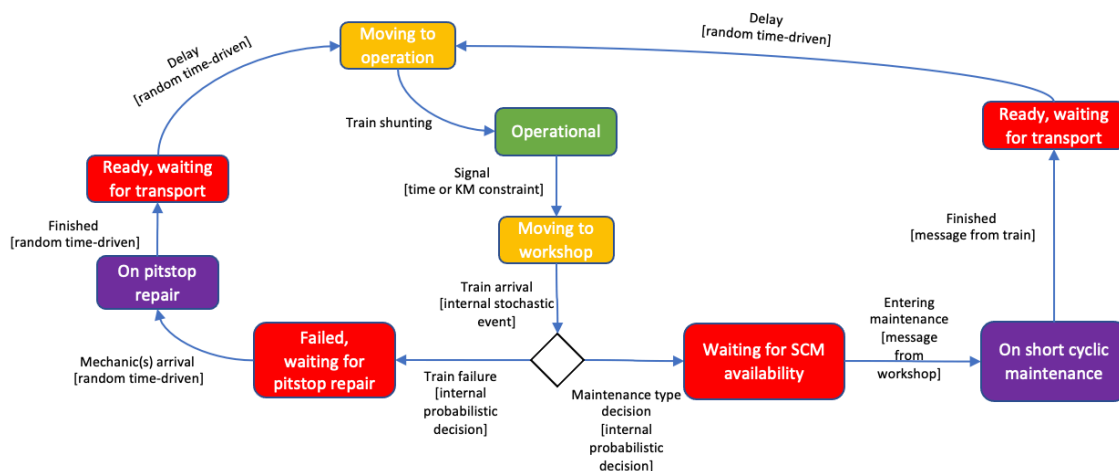 Delay
[random time-driven]
Moving to
operation
Delay
[random time-driven]
Train shunting
Operational
Ready, waiting
for transport
Ready, waiting
for transport
Signal
[time or KM constraint]
Finished
[random time-driven]
Moving to
workshop
Finished
[message from train]
On pitstop
repair
Train arrival
[internal stochastic
event]
Entering
maintenance
[message
from
workshop]
Mechanic(s) arrival
[random time-driven]
Failed,
waiting for
pitstop repair
Train failure
[internal
probabilistic
decision]
Maintenance type
decision
[internal
probabilistic
decision]
Waiting for SCM
availability
On short cyclic
maintenance